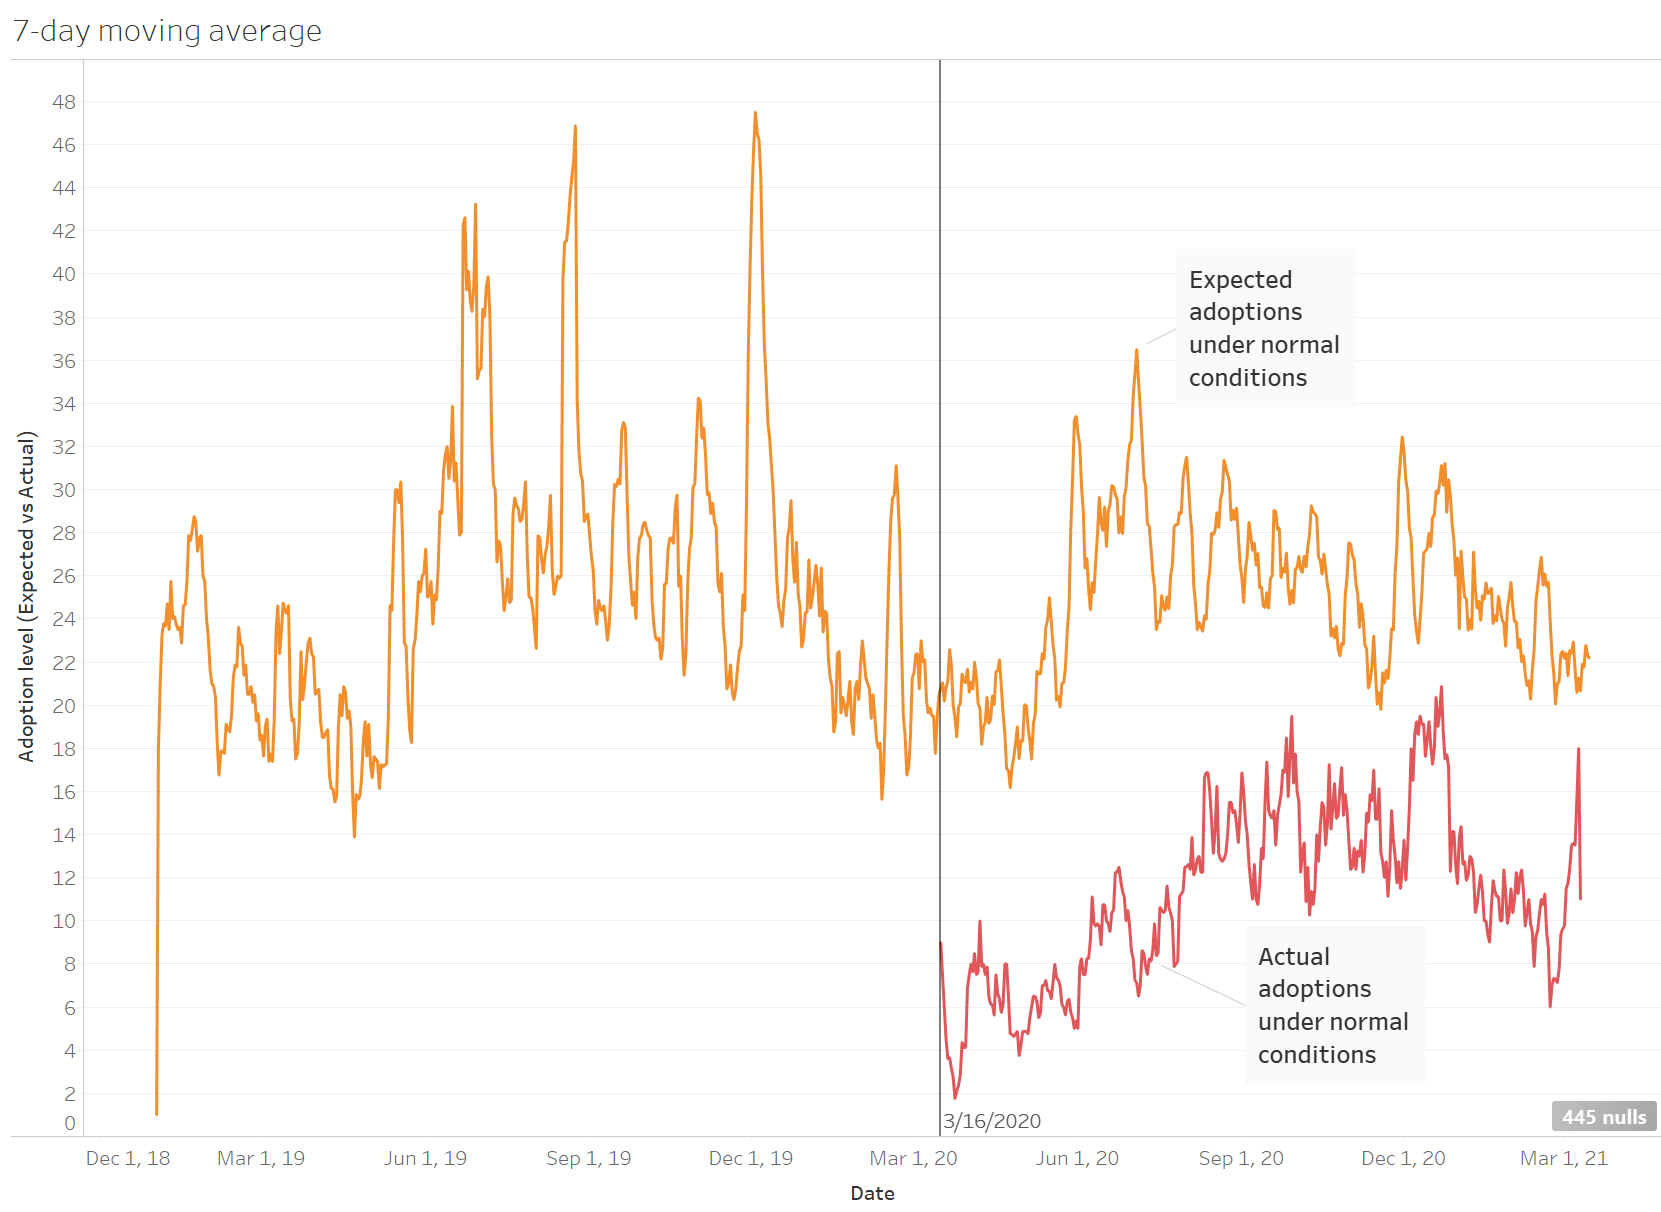 7-day moving average
48
46
44
42
40
38
36
34
32
30
28
26
24
22
20
18
16
14
12
10
8
6
4
2
0
Adoption level (Expected vs Actual)
Expected
adoptions
under normal
conditions
Actual
adoptions
under normal
conditions
3/16/2020
445 nulls
Dec 1, 18 Mar 1, 19 Jun 1, 19 Sep 1, 19 Dec 1, 19 Mar 1, 20 Jun 1, 20 Sep 1, 20 Dec 1, 20 Mar 1, 21
Date